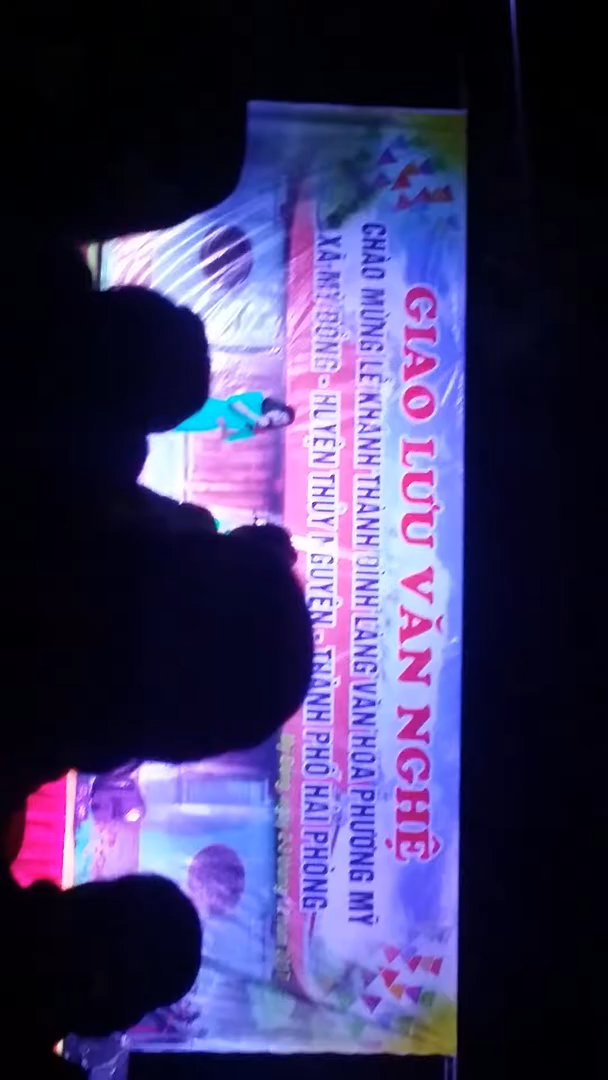 GIAO LƯU VĂN NGHỆ
CHÀO MỪNG LỄ KHÁNH THÀNH ĐÌNH LÀNG VĂN HÓA PHƯƠNG MỸ
XÃ MỸ ĐỒNG - HUYỆN THỦY NGUYÊN - THÀNH PHỐ HẢI PHÒNG